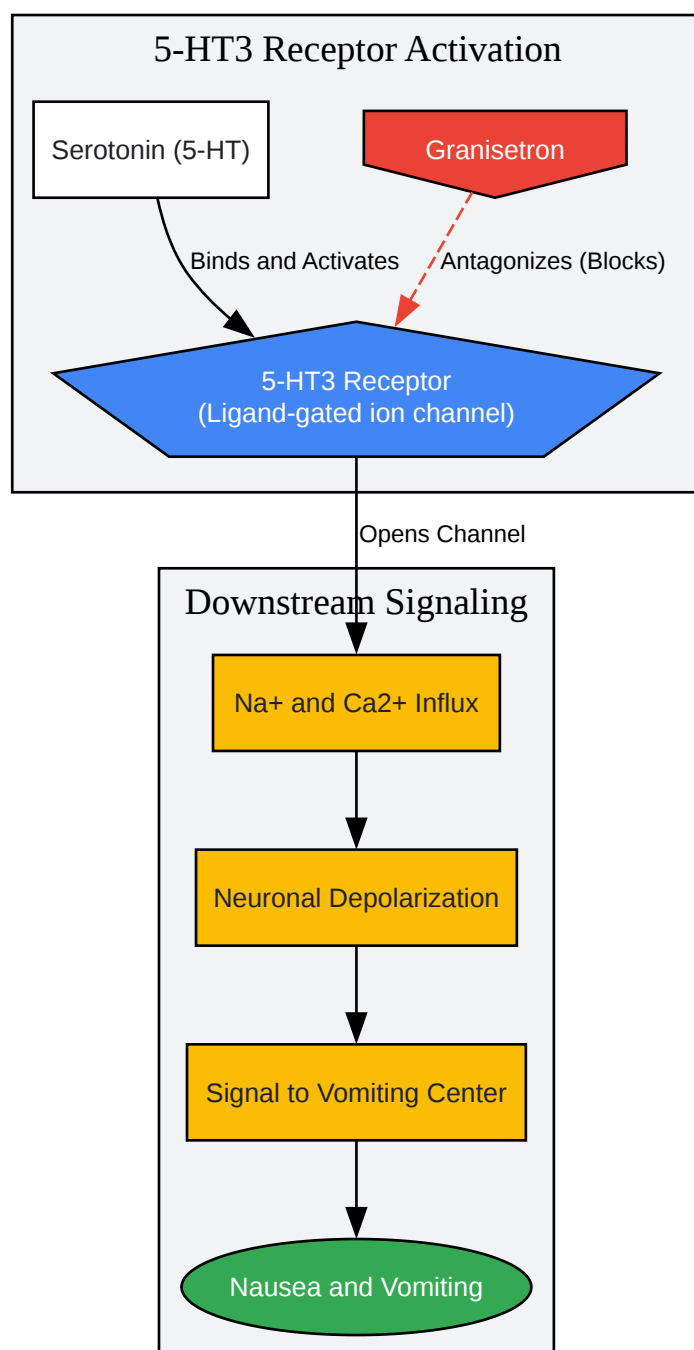 5-HT3 Receptor Activation
Serotonin (5-HT)
Granisetron
Binds and Activates
Antagonizes (Blocks)
5-HT3 Receptor
(Ligand-gated ion channel)
Opens Channel
Downstream Signaling
Na+ and Ca2+ Influx
Neuronal Depolarization
Signal to Vomiting Center
Nausea and Vomiting